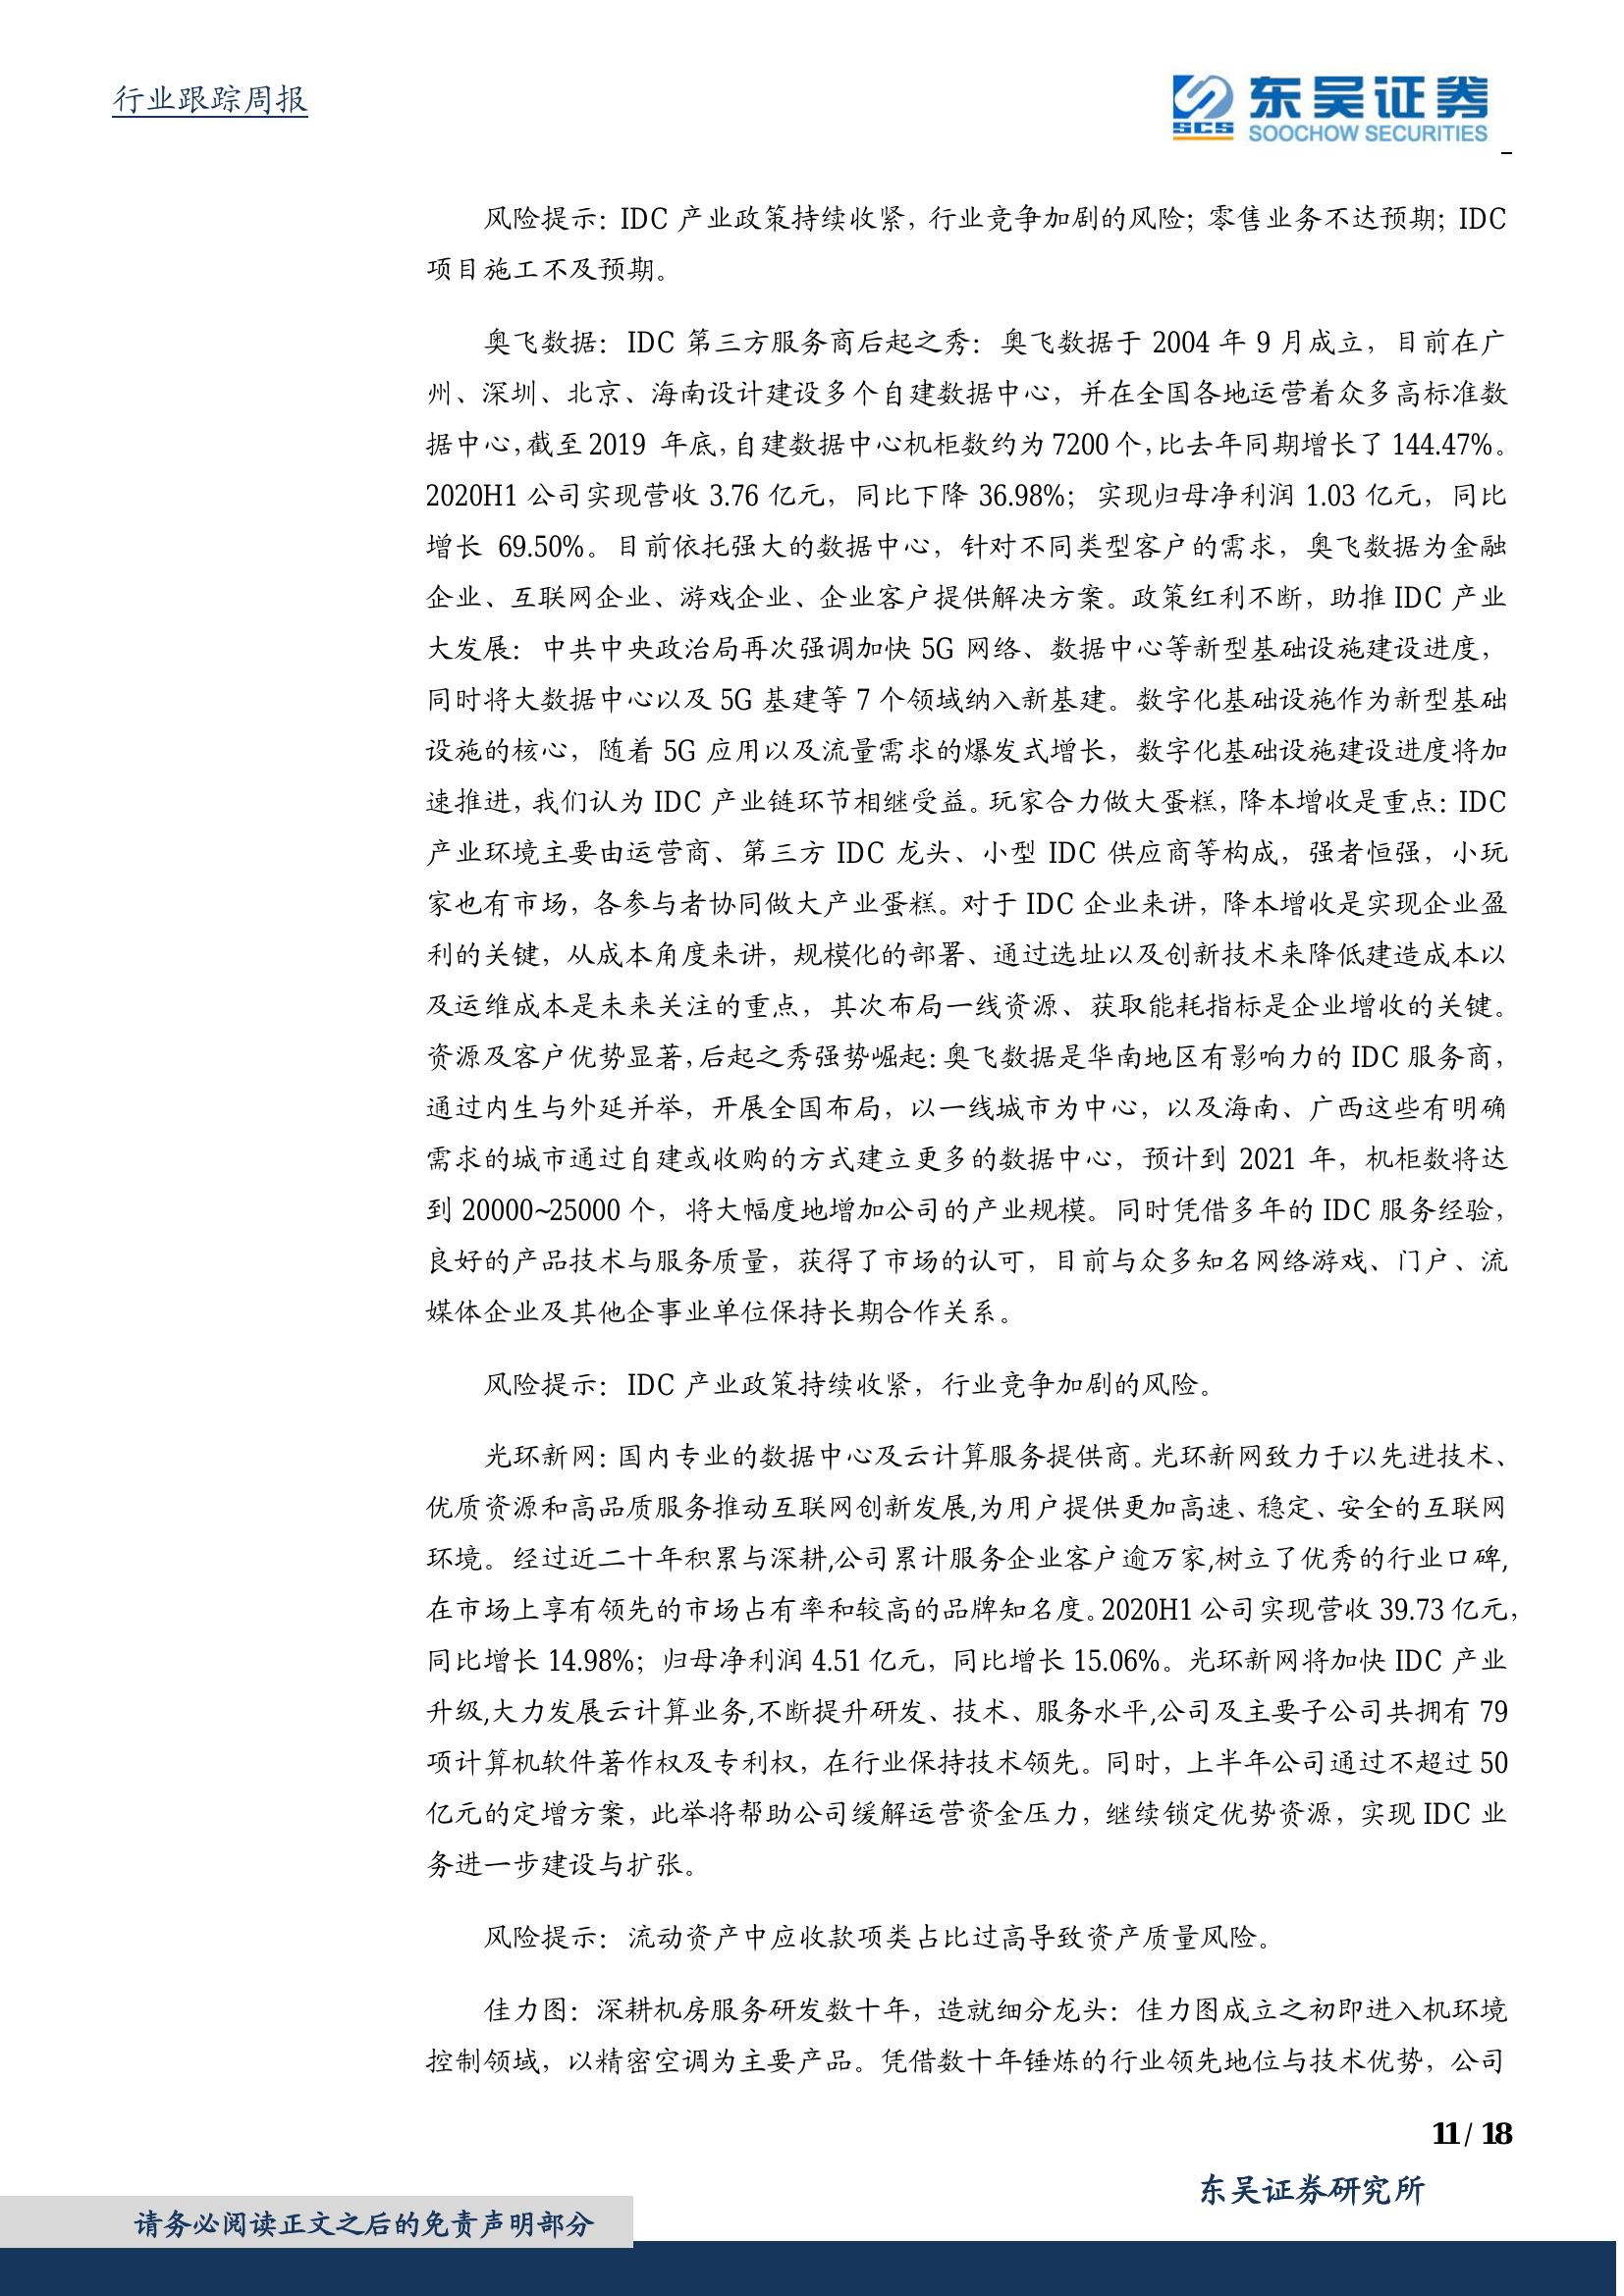 行业跟踪周报
东吴证券
SCS
SOOCHOW SECURITIES
风险提示：IDC 产业政策持续收紧，行业竞争加剧的风险；零售业务不达预期；IDC
项目施工不及预期。
奥飞数据：IDC 第三方服务商后起之秀：奥飞数据于 2004 年 9 月成立，目前在广
州、深圳、北京、海南设计建设多个自建数据中心，并在全国各地运营着众多高标准数
据中心，截至 2019 年底，自建数据中心机柜数约为 7200 个，比去年同期增长了 144.47%。
2020H1 公司实现营收 3.76 亿元，同比下降 36.98%；实现归母净利润 1.03 亿元，同比
增长 69.50%。目前依托强大的数据中心，针对不同类型客户的需求，奥飞数据为金融
企业、互联网企业、游戏企业、企业客户提供解决方案。政策红利不断，助推 IDC 产业
大发展：中共中央政治局再次强调加快 5G 网络、数据中心等新型基础设施建设进度，
同时将大数据中心以及 5G 基建等 7 个领域纳入新基建。数字化基础设施作为新型基础
设施的核心，随着 5G 应用以及流量需求的爆发式增长，数字化基础设施建设进度将加
速推进，我们认为 IDC 产业链环节相继受益。玩家合力做大蛋糕，降本增收是重点：IDC
产业环境主要由运营商、第三方 IDC 龙头、小型 IDC 供应商等构成，强者恒强，小玩
家也有市场，各参与者协同做大产业蛋糕。对于 IDC 企业来讲，降本增收是实现企业盈
利的关键，从成本角度来讲，规模化的部署、通过选址以及创新技术来降低建造成本以
及运维成本是未来关注的重点，其次布局一线资源、获取能耗指标是企业增收的关键。
资源及客户优势显著，后起之秀强势崛起：奥飞数据是华南地区有影响力的 IDC 服务商，
通过内生与外延并举，开展全国布局，以一线城市为中心，以及海南、广西这些有明确
需求的城市通过自建或收购的方式建立更多的数据中心，预计到 2021 年，机柜数将达
到 20000~25000 个，将大幅度地增加公司的产业规模。同时凭借多年的 IDC 服务经验，
良好的产品技术与服务质量，获得了市场的认可，目前与众多知名网络游戏、门户、流
媒体企业及其他企事业单位保持长期合作关系。
风险提示：IDC 产业政策持续收紧，行业竞争加剧的风险。
光环新网：国内专业的数据中心及云计算服务提供商。光环新网致力于以先进技术、
优质资源和高品质服务推动互联网创新发展,为用户提供更加高速、稳定、安全的互联网
环境。经过近二十年积累与深耕,公司累计服务企业客户逾万家,树立了优秀的行业口碑,
在市场上享有领先的市场占有率和较高的品牌知名度。2020H1 公司实现营收 39.73 亿元，
同比增长 14.98%；归母净利润 4.51 亿元，同比增长 15.06%。光环新网将加快 IDC 产业
升级,大力发展云计算业务,不断提升研发、技术、服务水平,公司及主要子公司共拥有 79
项计算机软件著作权及专利权，在行业保持技术领先。同时，上半年公司通过不超过 50
亿元的定增方案，此举将帮助公司缓解运营资金压力，继续锁定优势资源，实现 IDC 业
务进一步建设与扩张。
风险提示：流动资产中应收款项类占比过高导致资产质量风险。
佳力图：深耕机房服务研发数十年，造就细分龙头：佳力图成立之初即进入机环境
控制领域，以精密空调为主要产品。凭借数十年锤炼的行业领先地位与技术优势，公司
11 / 18
东吴证券研究所
请务必阅读正文之后的免责声明部分